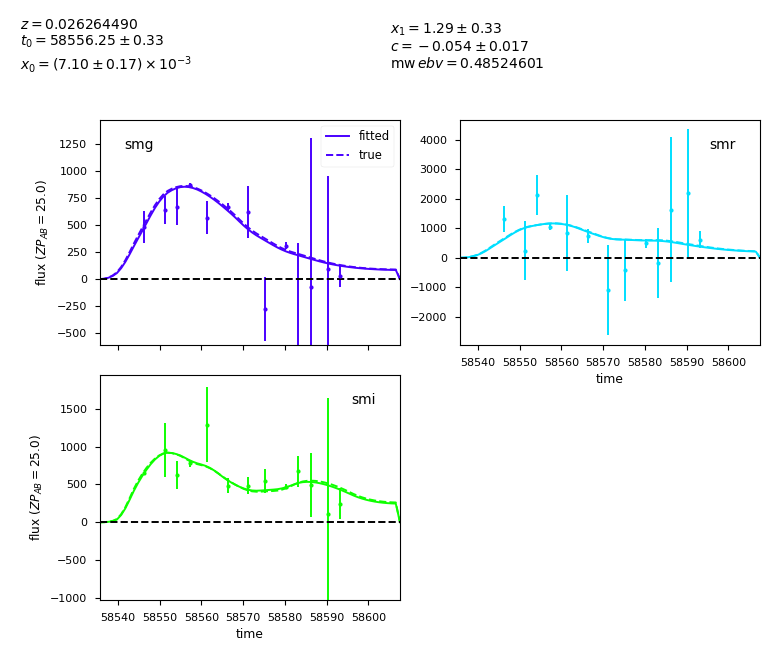 z = 0.026264490
t₀ = 58556.25 ± 0.33
x₀ = (7.10 ± 0.17) × 10⁻³
x₁ = 1.29 ± 0.33
c = −0.054 ± 0.017
mw ebv = 0.48524601
smg
fitted
true
1250
1000
750
500
250
0
−250
−500
flux (ZP_AB = 25.0)
smr
4000
3000
2000
1000
0
−1000
−2000
58540 58550 58560 58570 58580 58590 58600
time
smi
1500
1000
500
0
−500
−1000
flux (ZP_AB = 25.0)
58540 58550 58560 58570 58580 58590 58600
time